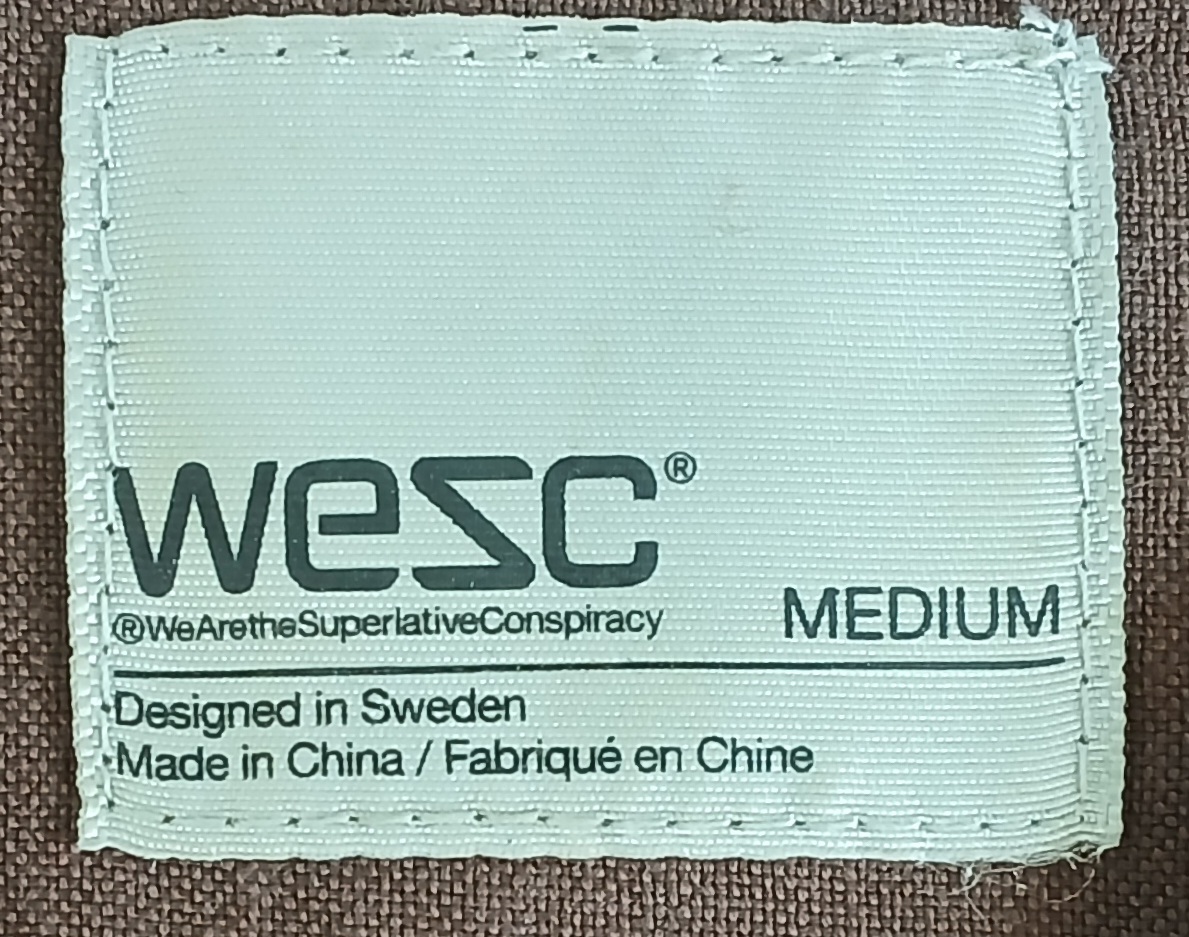 wesc®
®WeAretheSuperlativeConspiracy
MEDIUM
Designed in Sweden
Made in China / Fabriqué en Chine